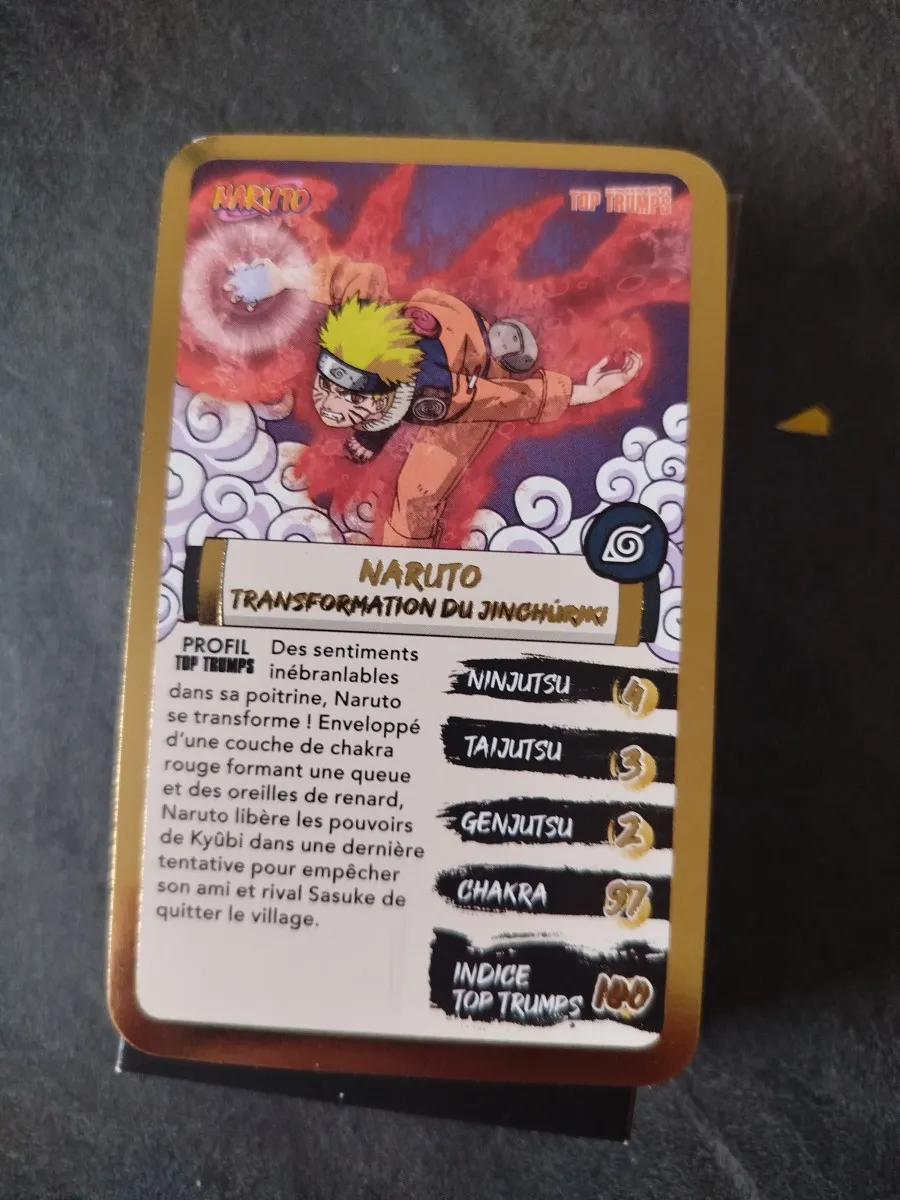 NARUTO
TOP TRUMPS
NARUTO
TRANSFORMATION DU JINCHÛRIKI
PROFIL
TOP TRUMPS
Des sentiments
inébranlables
dans sa poitrine, Naruto
se transforme ! Enveloppé
d'une couche de chakra
rouge formant une queue
et des oreilles de renard,
Naruto libère les pouvoirs
de Kyûbi dans une dernière
tentative pour empêcher
son ami et rival Sasuke de
quitter le village.
NINJUTSU 4
TAIJUTSU 3
GENJUTSU 2
CHAKRA 97
INDICE
TOP TRUMPS 100